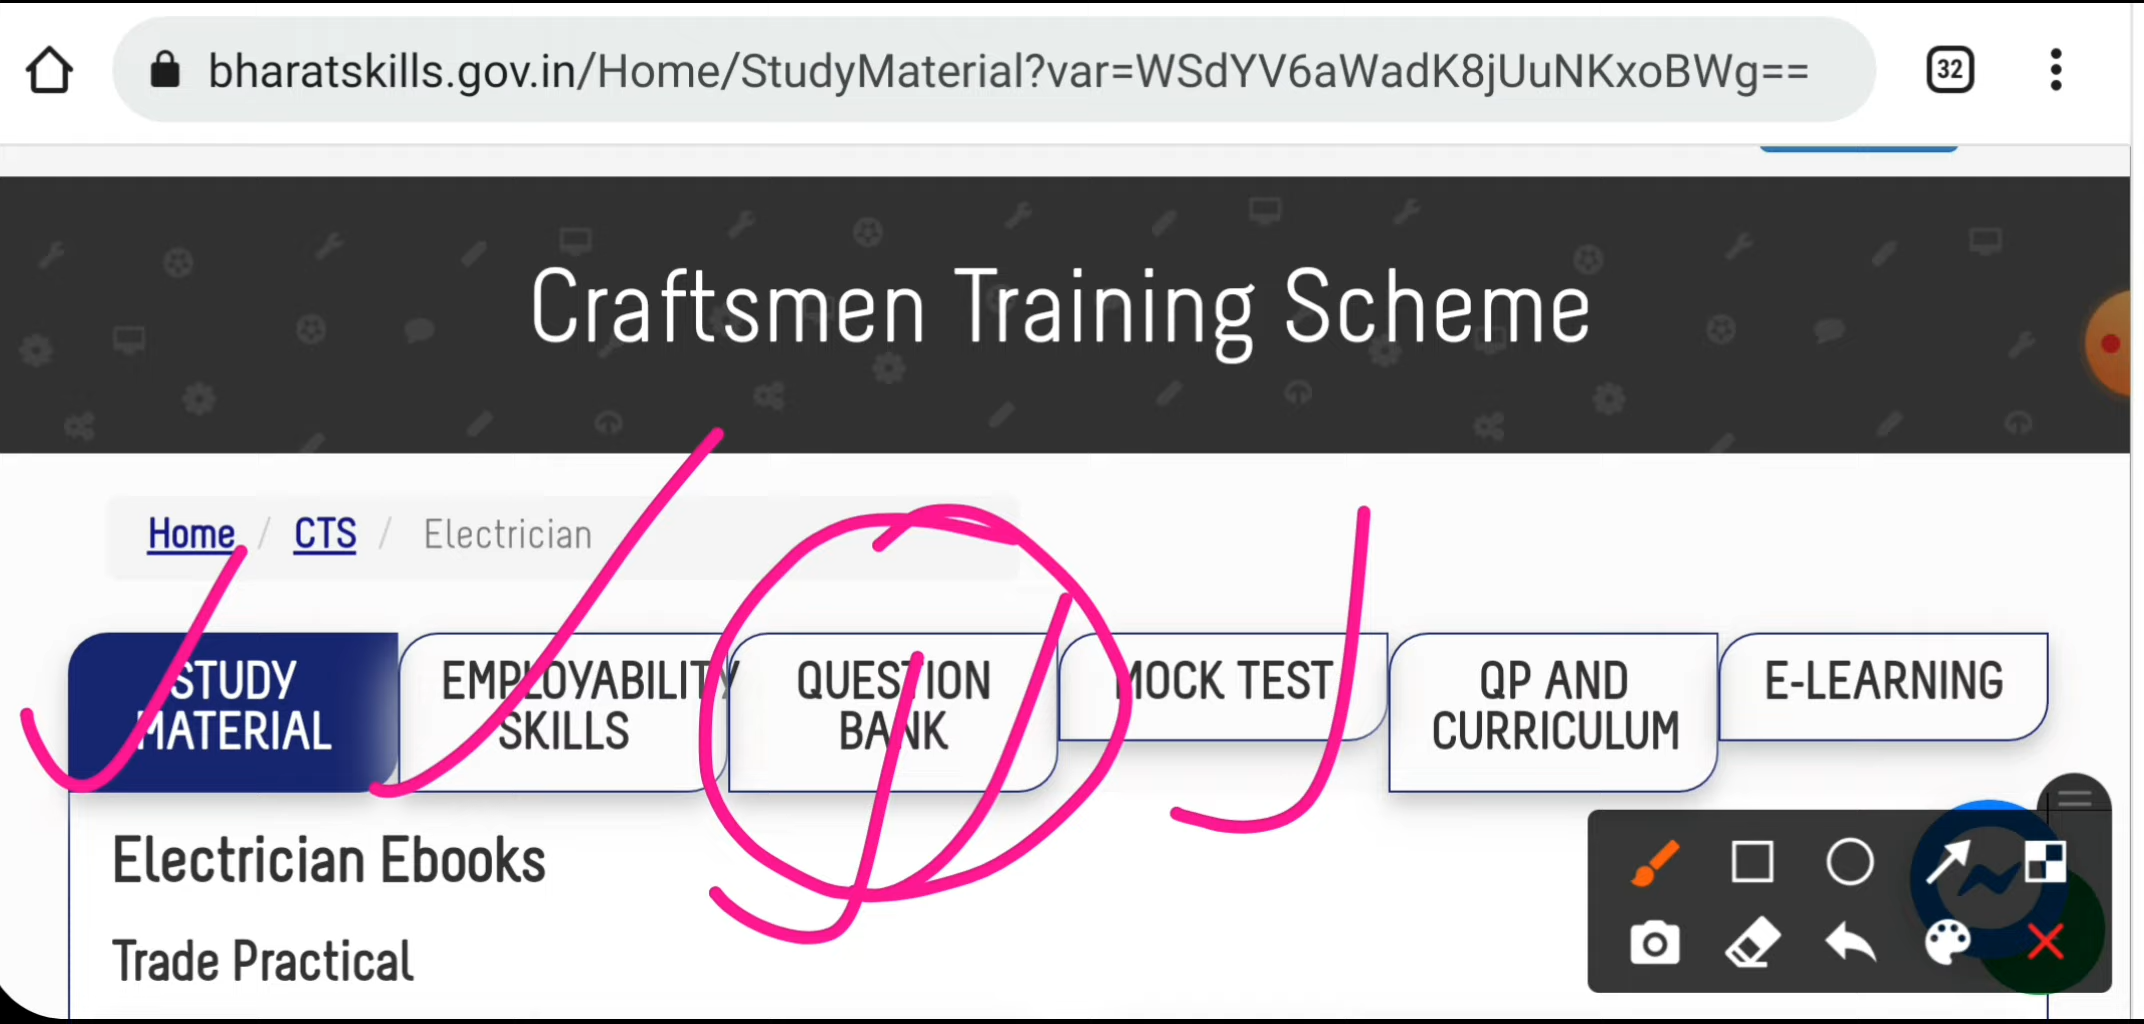 bharatskills.gov.in/Home/StudyMaterial?var=WSdYV6aWadK8jUuNKxoBWg==
32
Craftsmen Training Scheme
Home / CTS / Electrician
STUDY MATERIAL
EMPLOYABILITY SKILLS
QUESTION BANK
MOCK TEST
QP AND CURRICULUM
E-LEARNING
Electrician Ebooks
Trade Practical